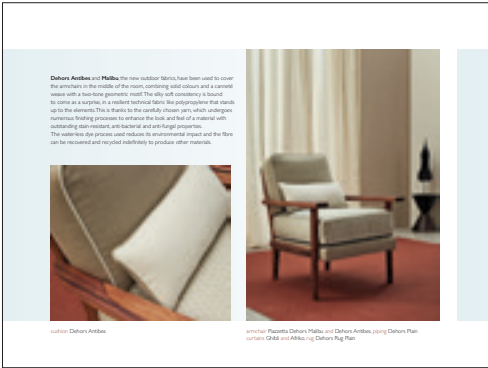 Dehors Antibes and Malibu, the new outdoor fabrics, have been used to cover
the armchairs in the middle of the room, combining solid colours and a cannetè
weave with a two-tone geometric motif. The silky soft consistency is bound
to come as a surprise, in a resilient technical fabric like polypropylene that stands
up to the elements. This is thanks to the carefully chosen yarn, which undergoes
numerous finishing processes to enhance the look and feel of a material with
outstanding stain-resistant, anti-bacterial and anti-fungal properties.
The waterless dye process used reduces its environmental impact and the fibre
can be recovered and recycled indefinitely to produce other materials.
cushion Dehors Antibes
armchair Piazzetta Dehors Malibu and Dehors Antibes, piping Dehors Plain
curtains Ghibli and Afrika, rug Dehors Rug Plain